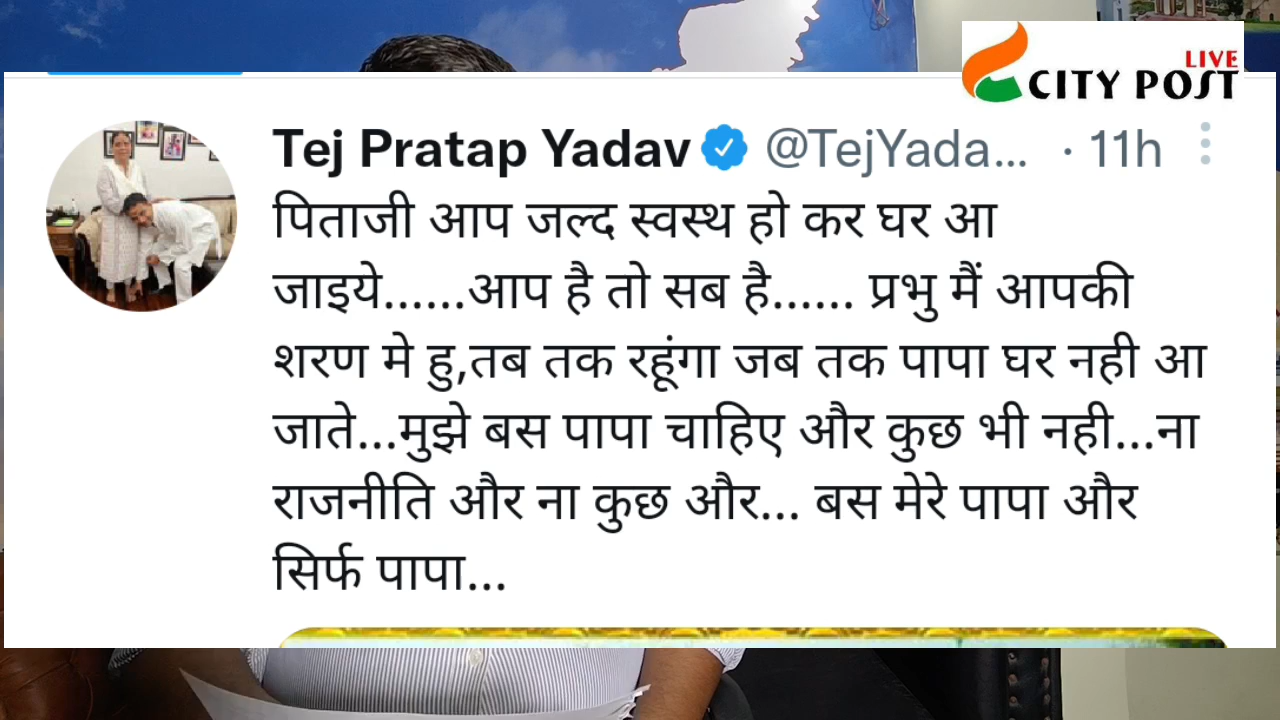 LIVE
CITY POST
Tej Pratap Yadav @TejYada... · 11h
पिताजी आप जल्द स्वस्थ हो कर घर आ
जाइये......आप है तो सब है...... प्रभु मैं आपकी
शरण मे हु,तब तक रहूंगा जब तक पापा घर नही आ
जाते...मुझे बस पापा चाहिए और कुछ भी नही...ना
राजनीति और ना कुछ और... बस मेरे पापा और
सिर्फ पापा...